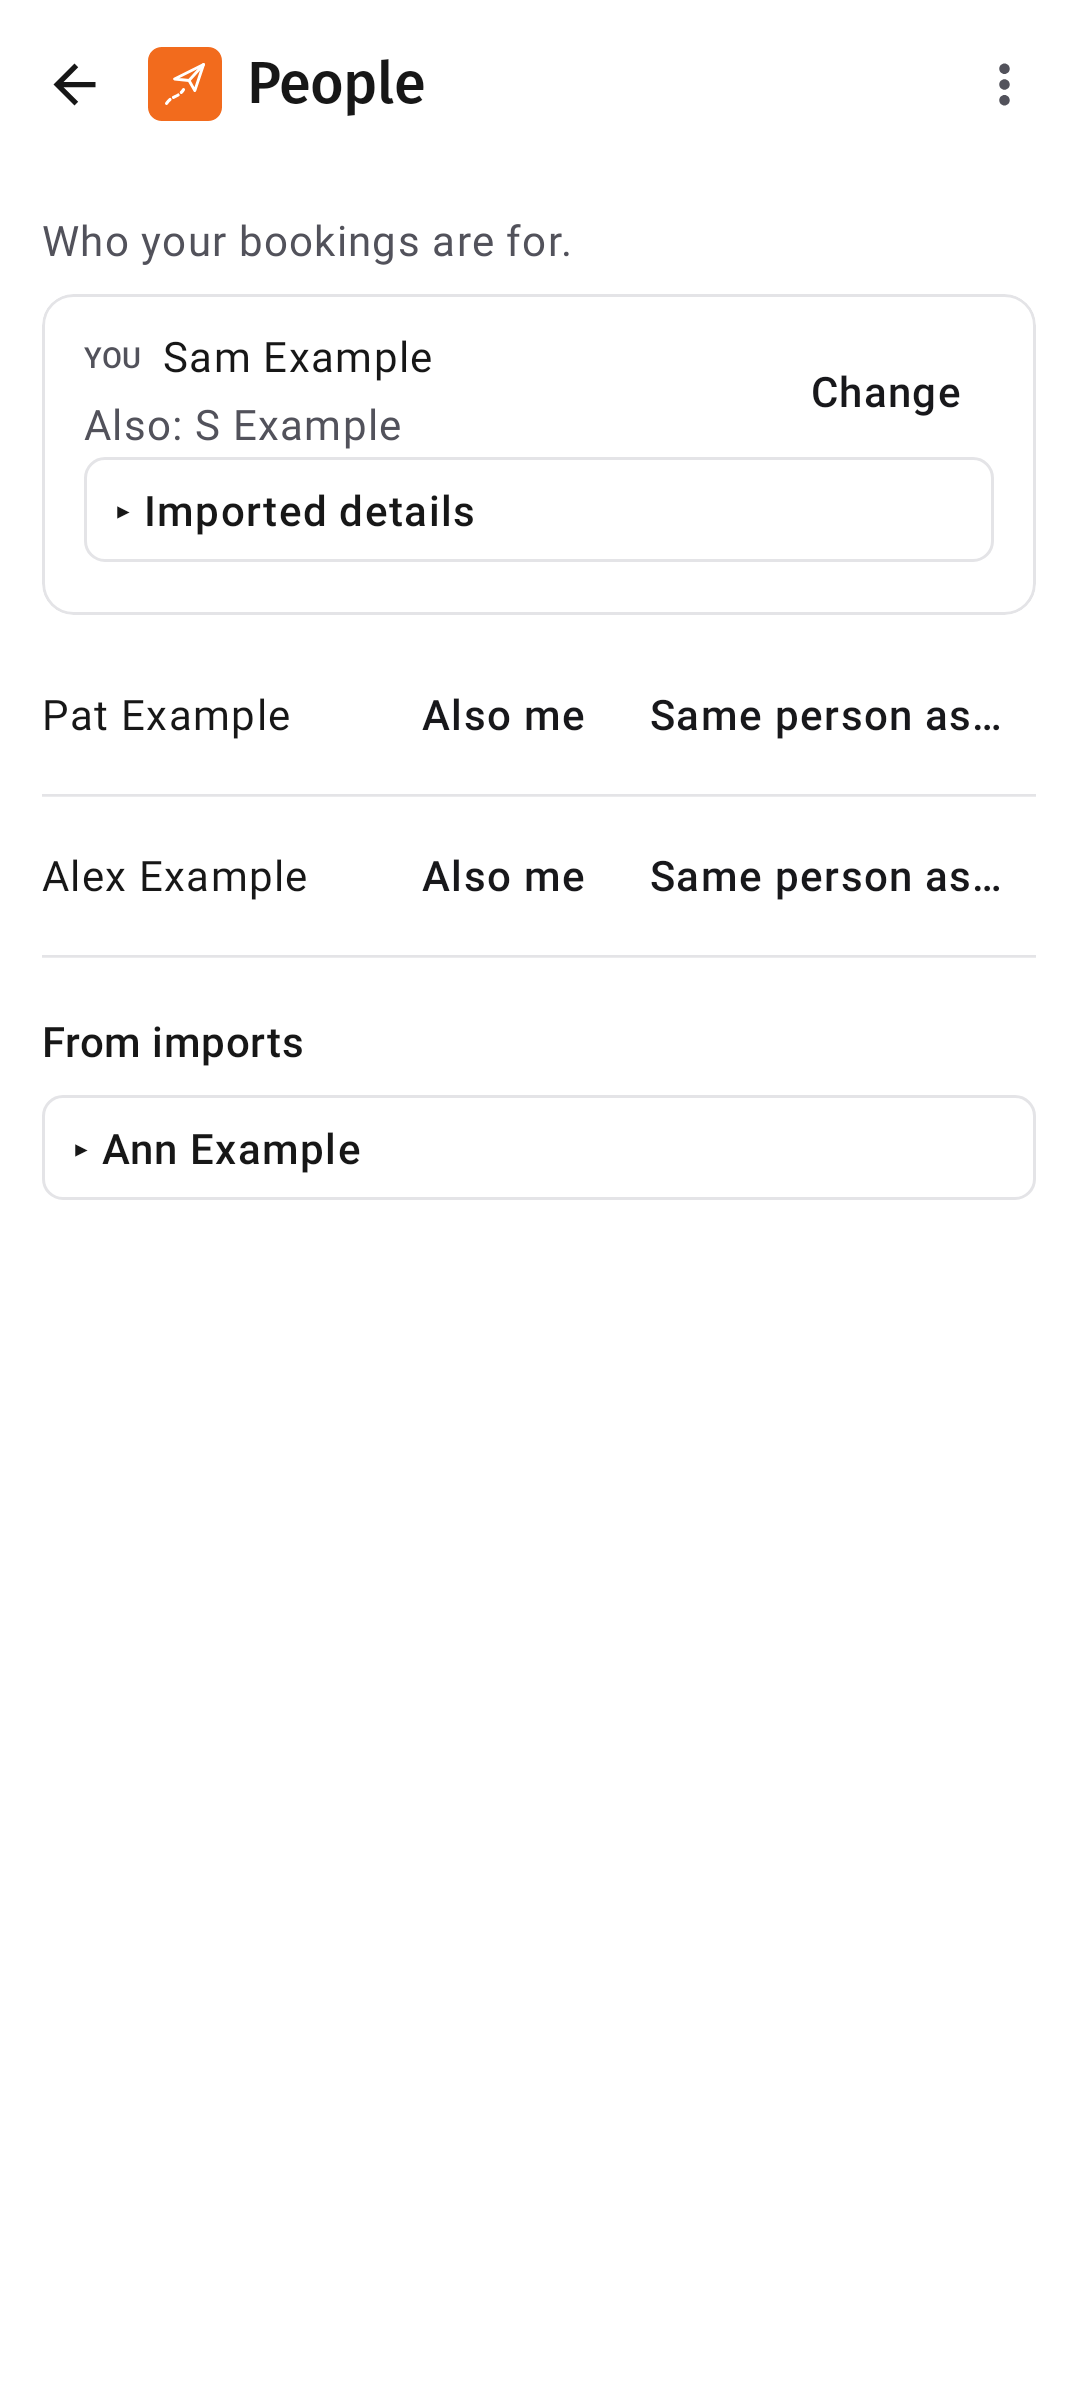 People
Who your bookings are for.
YOU Sam Example
Change
Also: S Example
▸ Imported details
Pat Example Also me Same person as…
Alex Example Also me Same person as…
From imports
▸ Ann Example